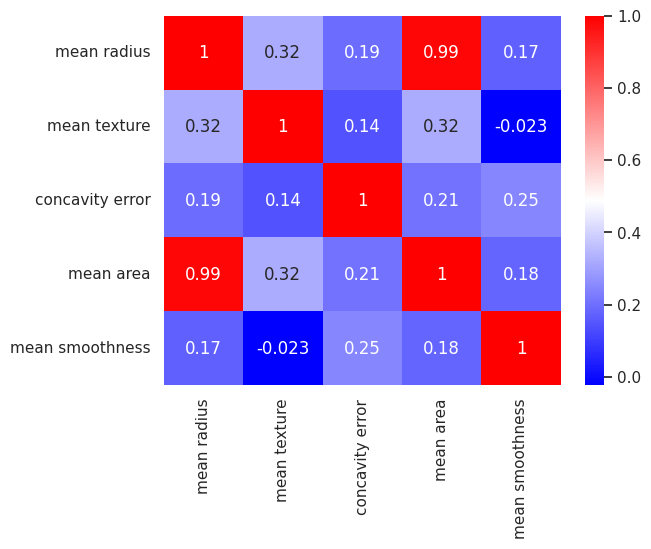 mean radius 1 0.32 0.19 0.99 0.17
mean texture 0.32 1 0.14 0.32 -0.023
concavity error 0.19 0.14 1 0.21 0.25
mean area 0.99 0.32 0.21 1 0.18
mean smoothness 0.17 -0.023 0.25 0.18 1
mean radius
mean texture
concavity error
mean area
mean smoothness
1.0
0.8
0.6
0.4
0.2
0.0